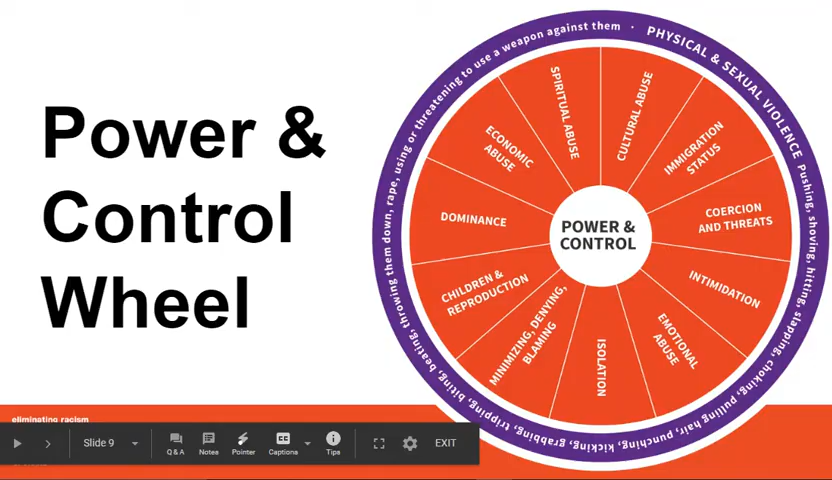 Power &
Control
Wheel
PHYSICAL & SEXUAL VIOLENCE Pushing, shoving, hitting, slapping, choking, pulling hair, punching, kicking, grabbing, tripping, biting, beating, throwing them down, rape, using or threatening to use a weapon against them ·
CULTURAL ABUSE
IMMIGRATION
STATUS
COERCION
AND THREATS
INTIMIDATION
EMOTIONAL
ABUSE
ISOLATION
MINIMIZING, DENYING,
BLAMING
CHILDREN &
REPRODUCTION
DOMINANCE
ECONOMIC
ABUSE
SPIRITUAL ABUSE
POWER &
CONTROL
eliminating racism
Slide 9
Q & A
Notes
Pointer
Captions
Tips
EXIT